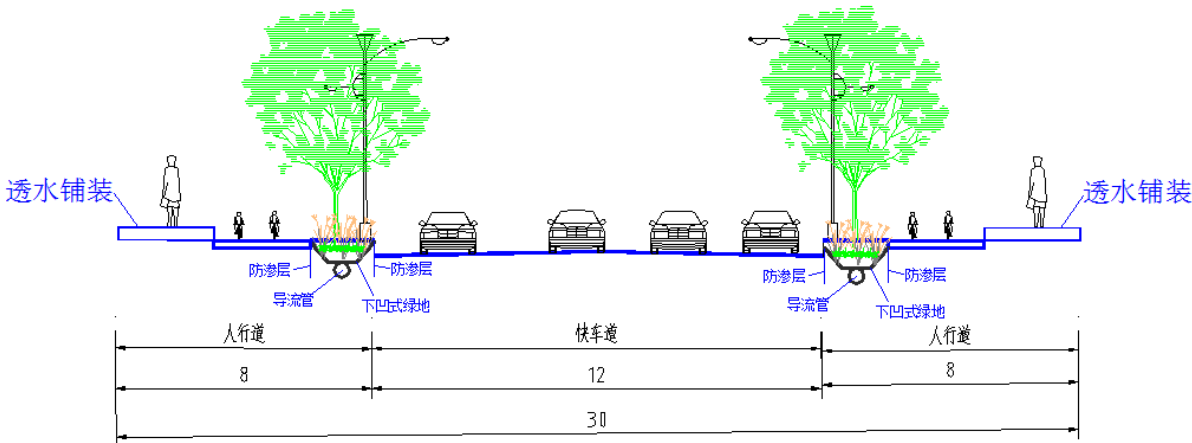 透水铺装
透水铺装
防渗层
防渗层
导流管
下凹式绿地
防渗层
防渗层
导流管
下凹式绿地
人行道
快车道
人行道
8
12
8
30